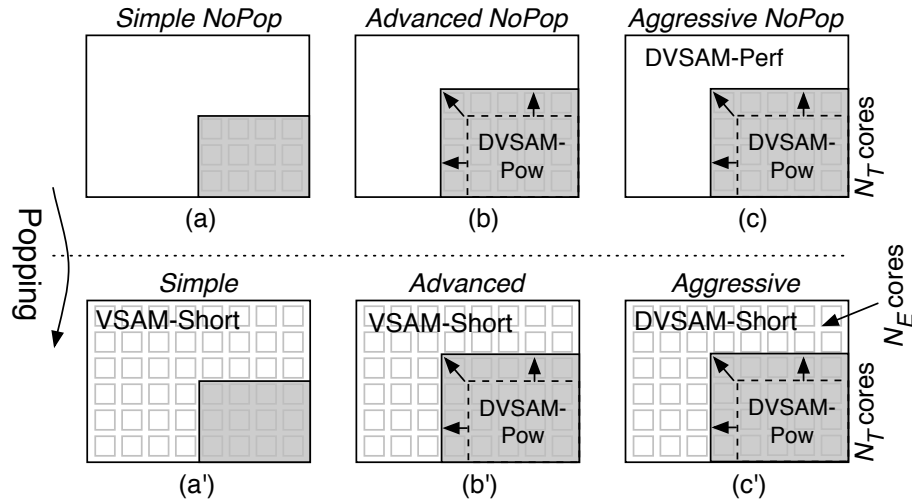 Simple NoPop
Advanced NoPop
Aggressive NoPop
DVSAM-Perf
DVSAM-
Pow
DVSAM-
Pow
N_T cores
(a)
(b)
(c)
Popping
Simple
Advanced
Aggressive
VSAM-Short
VSAM-Short
DVSAM-Short
N_E cores
DVSAM-
Pow
DVSAM-
Pow
N_T cores
(a')
(b')
(c')